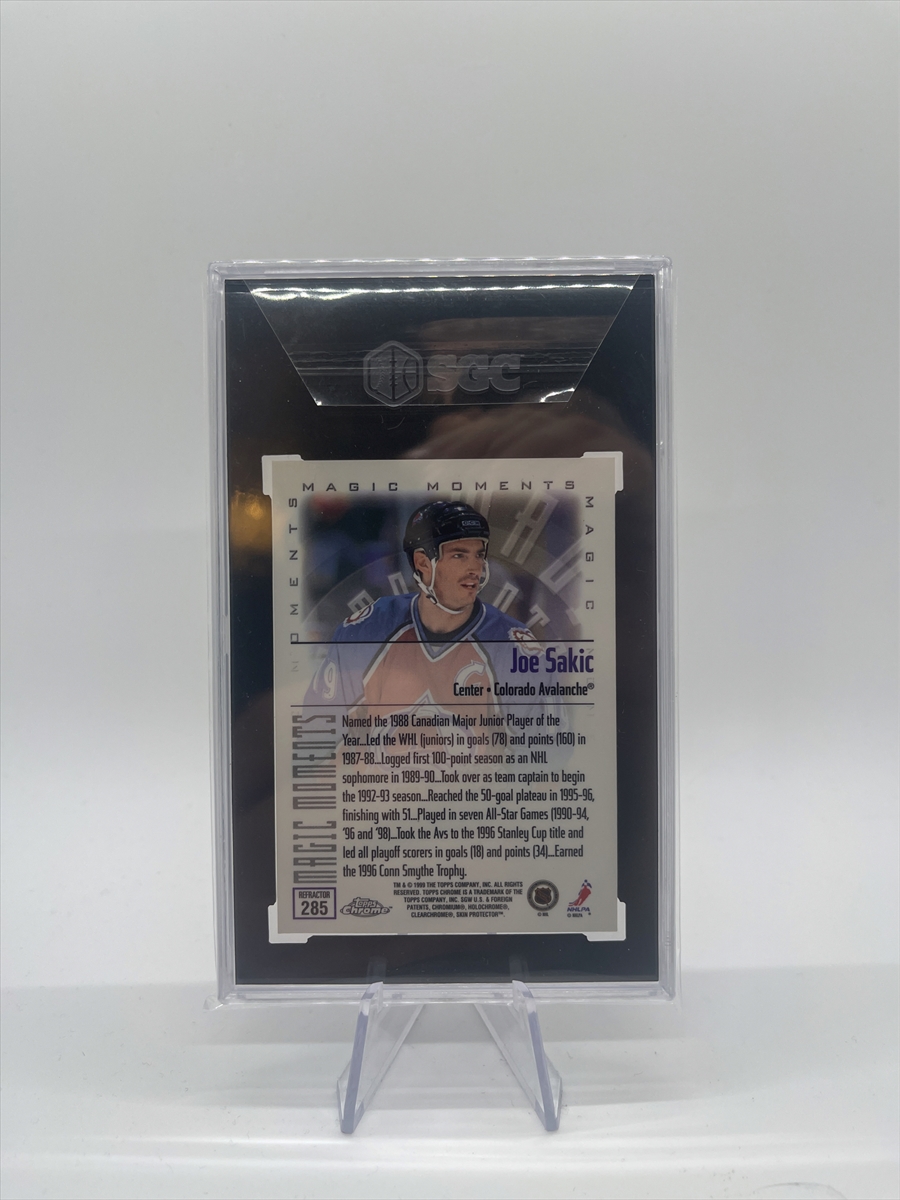 SGC
MAGIC MOMENTS
MAGIC
MOMENTS
Joe Sakic
Center • Colorado Avalanche®
MAGIC MOMENTS
Named the 1988 Canadian Major Junior Player of the
Year...Led the WHL (juniors) in goals (78) and points (160) in
1987-88...Logged first 100-point season as an NHL
sophomore in 1989-90...Took over as team captain to begin
the 1992-93 season...Reached the 50-goal plateau in 1995-96,
finishing with 51...Played in seven All-Star Games (1990-94,
'96 and '98)...Took the Avs to the 1996 Stanley Cup title and
led all playoff scorers in goals (18) and points (34)...Earned
the 1996 Conn Smythe Trophy.
REFRACTOR
285
Topps
Chrome
TM & © 1999 THE TOPPS COMPANY, INC. ALL RIGHTS
RESERVED. TOPPS CHROME IS A TRADEMARK OF THE
TOPPS COMPANY, INC. SGW U.S. & FOREIGN
PATENTS, CHROMIUM®, HOLOCHROME®,
CLEARCHROME®, SKIN PROTECTOR™.
NHLPA